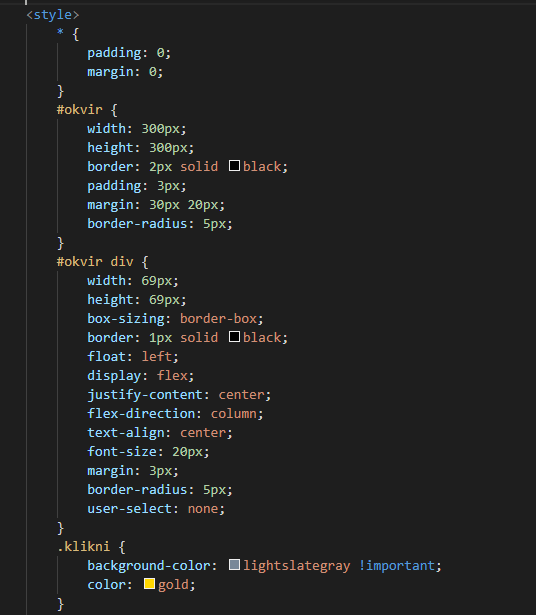 <style>
* {
padding: 0;
margin: 0;
}
#okvir {
width: 300px;
height: 300px;
border: 2px solid black;
padding: 3px;
margin: 30px 20px;
border-radius: 5px;
}
#okvir div {
width: 69px;
height: 69px;
box-sizing: border-box;
border: 1px solid black;
float: left;
display: flex;
justify-content: center;
flex-direction: column;
text-align: center;
font-size: 20px;
margin: 3px;
border-radius: 5px;
user-select: none;
}
.klikni {
background-color: lightslategray !important;
color: gold;
}